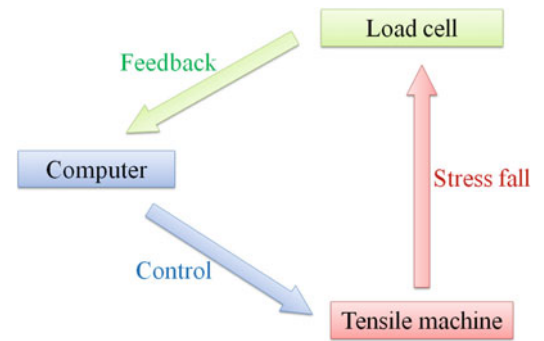 Load cell
Feedback
Computer
Stress fall
Control
Tensile machine